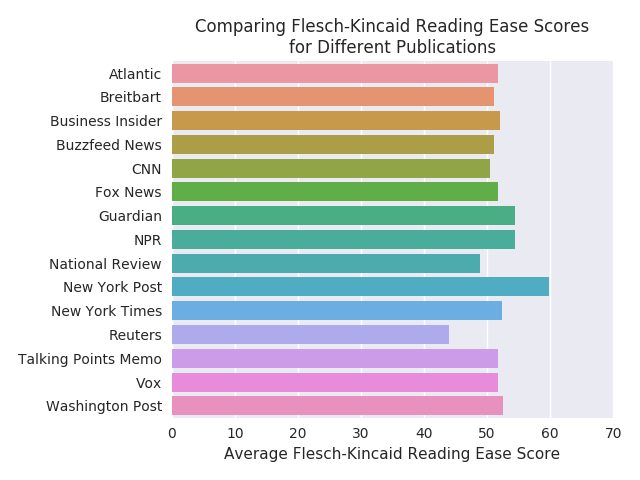 Comparing Flesch-Kincaid Reading Ease Scores
for Different Publications
Atlantic
Breitbart
Business Insider
Buzzfeed News
CNN
Fox News
Guardian
NPR
National Review
New York Post
New York Times
Reuters
Talking Points Memo
Vox
Washington Post
0 10 20 30 40 50 60 70
Average Flesch-Kincaid Reading Ease Score